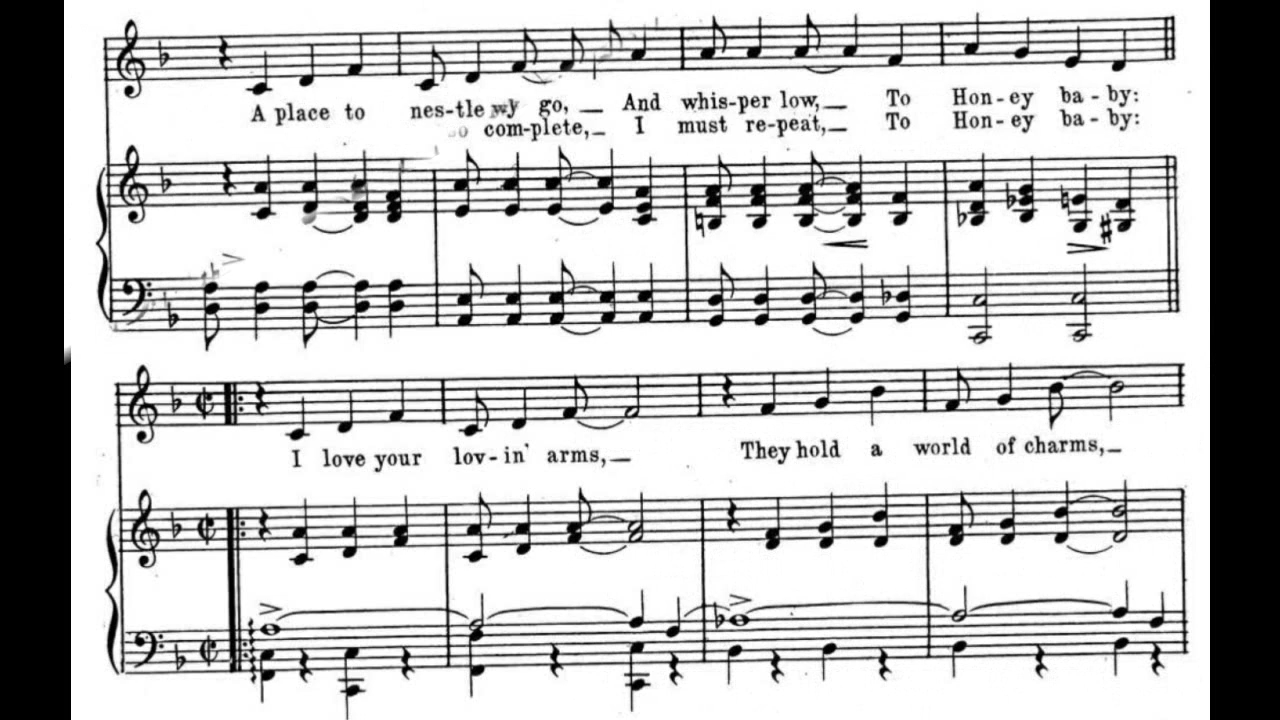 A place to nes-tle my go, And whis-per low, To Hon-ey ba-by:
so com-plete, I must re-peat, To Hon-ey ba-by:
I love your lov-in' arms, They hold a world of charms,